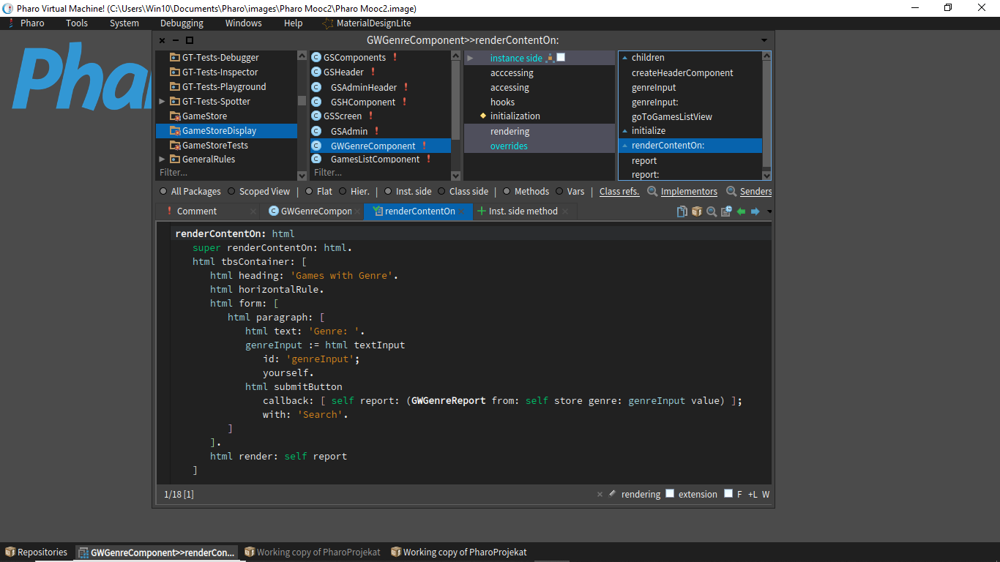 Pharo Virtual Machine! (C:\Users\Win10\Documents\Pharo\images\Pharo Mooc2\Pharo Mooc2.image)
Pharo Tools System Debugging Windows Help MaterialDesignLite
Phar
GWGenreComponent>>renderContentOn:
GT-Tests-Debugger
GT-Tests-Inspector
GT-Tests-Playground
GT-Tests-Spotter
GameStore
GameStoreDisplay
GameStoreTests
GeneralRules
Filter...
GSComponents
GSHeader
GSAdminHeader
GSHComponent
GSScreen
GSAdmin
GWGenreComponent
GamesListComponent
Filter...
instance side
acccessing
accessing
hooks
initialization
rendering
overrides
children
createHeaderComponent
genreInput
genreInput:
goToGamesListView
initialize
renderContentOn:
report
report:
All Packages Scoped View | Flat Hier. | Inst. side Class side | Methods Vars | Class refs. Implementors Senders
Comment GWGenreCompon renderContentOn Inst. side method
renderContentOn: html
super renderContentOn: html.
html tbsContainer: [
html heading: 'Games with Genre'.
html horizontalRule.
html form: [
html paragraph: [
html text: 'Genre: '.
genreInput := html textInput
id: 'genreInput';
yourself.
html submitButton
callback: [ self report: (GWGenreReport from: self store genre: genreInput value) ];
with: 'Search'.
]
].
html render: self report
]
1/18 [1] rendering extension F +L W
Repositories GWGenreComponent>>renderCon... Working copy of PharoProjekat Working copy of PharoProjekat